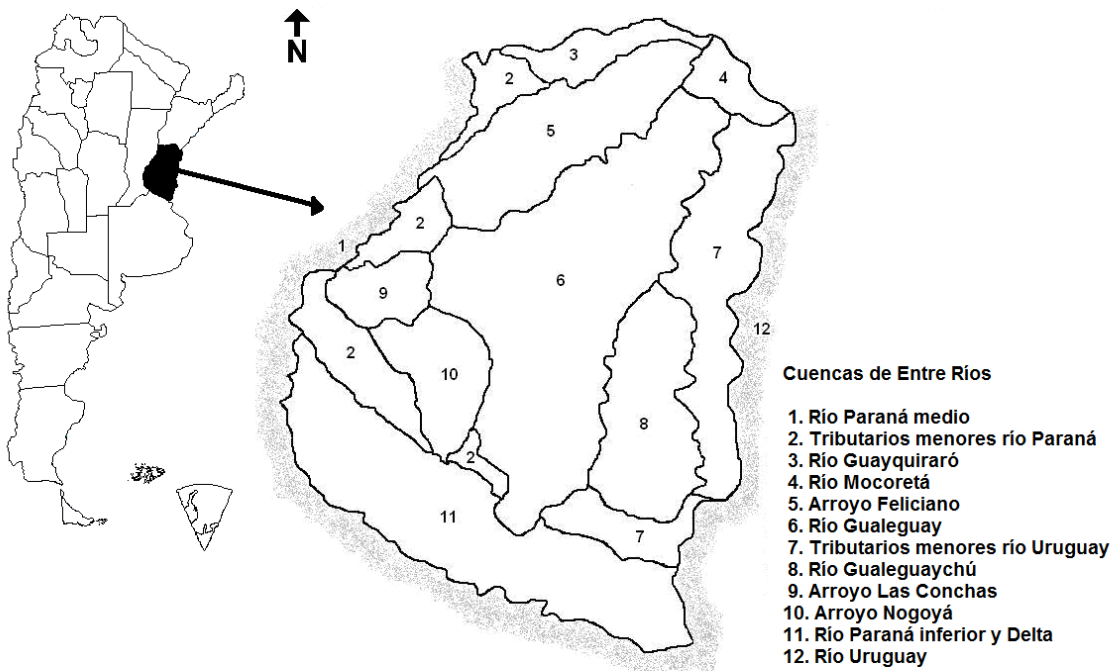 N
3
2
4
5
2
1
7
6
9
12
2
10
8
2
11
7
Cuencas de Entre Ríos
1. Río Paraná medio
2. Tributarios menores río Paraná
3. Río Guayquiraró
4. Río Mocoretá
5. Arroyo Feliciano
6. Río Gualeguay
7. Tributarios menores río Uruguay
8. Río Gualeguaychú
9. Arroyo Las Conchas
10. Arroyo Nogoyá
11. Río Paraná inferior y Delta
12. Río Uruguay